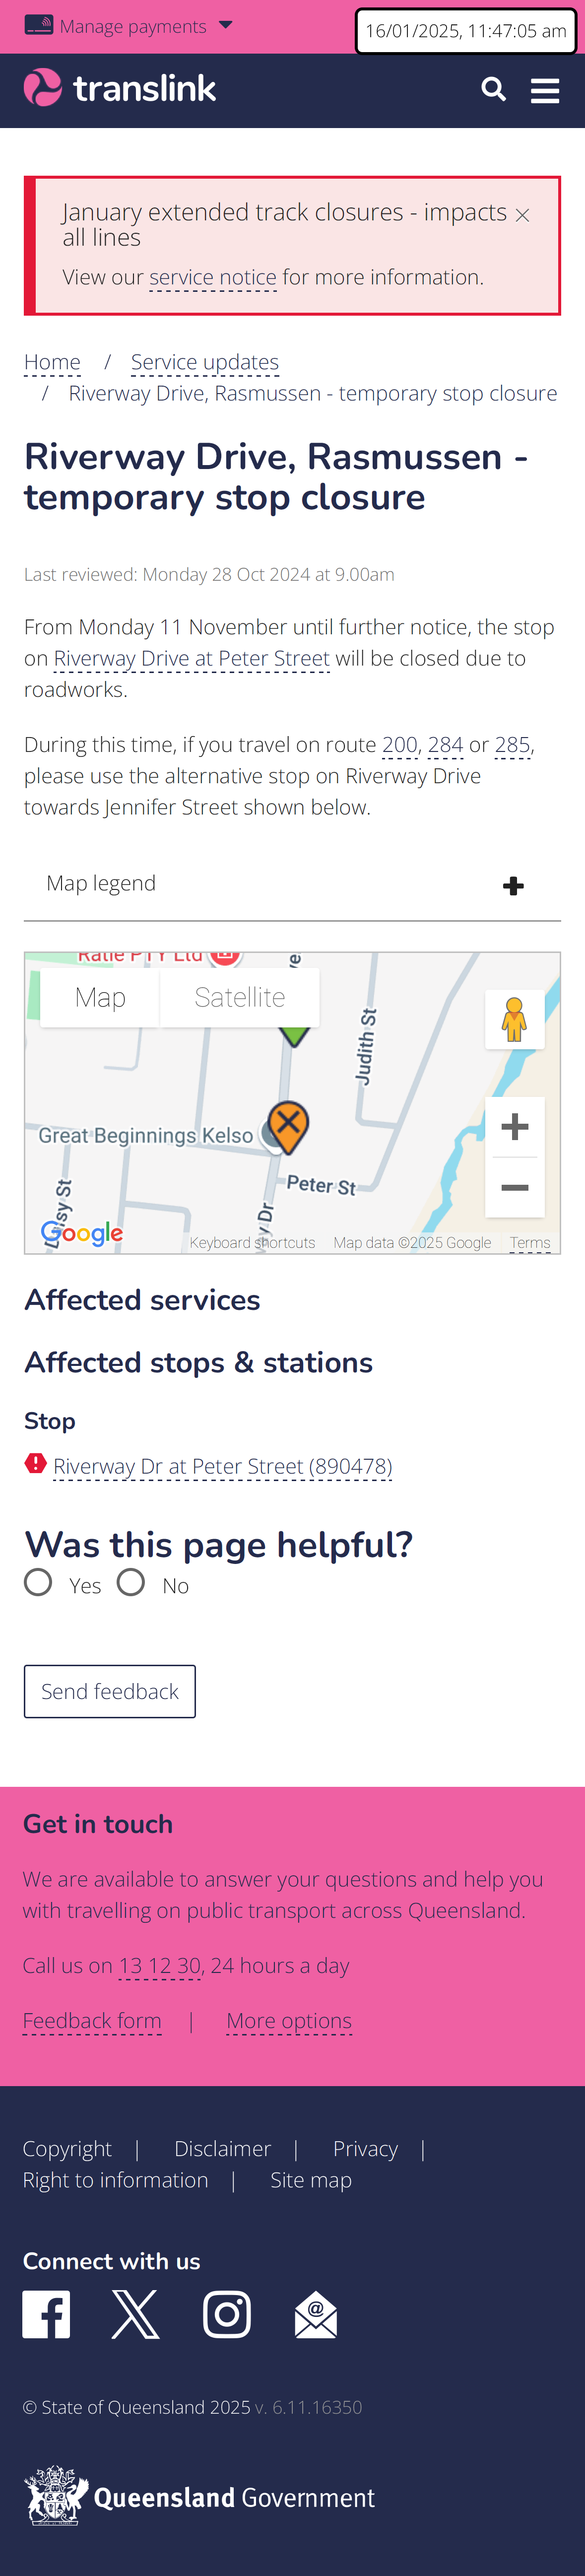 Manage payments
16/01/2025, 11:47:05 am
translink
January extended track closures - impacts
all lines
View our service notice for more information.
Home / Service updates
/ Riverway Drive, Rasmussen - temporary stop closure
Riverway Drive, Rasmussen -
temporary stop closure
Last reviewed: Monday 28 Oct 2024 at 9.00am
From Monday 11 November until further notice, the stop
on Riverway Drive at Peter Street will be closed due to
roadworks.
During this time, if you travel on route 200, 284 or 285,
please use the alternative stop on Riverway Drive
towards Jennifer Street shown below.
Map legend
Map
Satellite
Judith St
Great Beginnings Kelso
Peter St
Google
Keyboard shortcuts
Map data ©2025 Google
Terms
Affected services
Affected stops & stations
Stop
Riverway Dr at Peter Street (890478)
Was this page helpful?
Yes No
Send feedback
Get in touch
We are available to answer your questions and help you
with travelling on public transport across Queensland.
Call us on 13 12 30, 24 hours a day
Feedback form | More options
Copyright | Disclaimer | Privacy |
Right to information | Site map
Connect with us
© State of Queensland 2025 v. 6.11.16350
Queensland Government